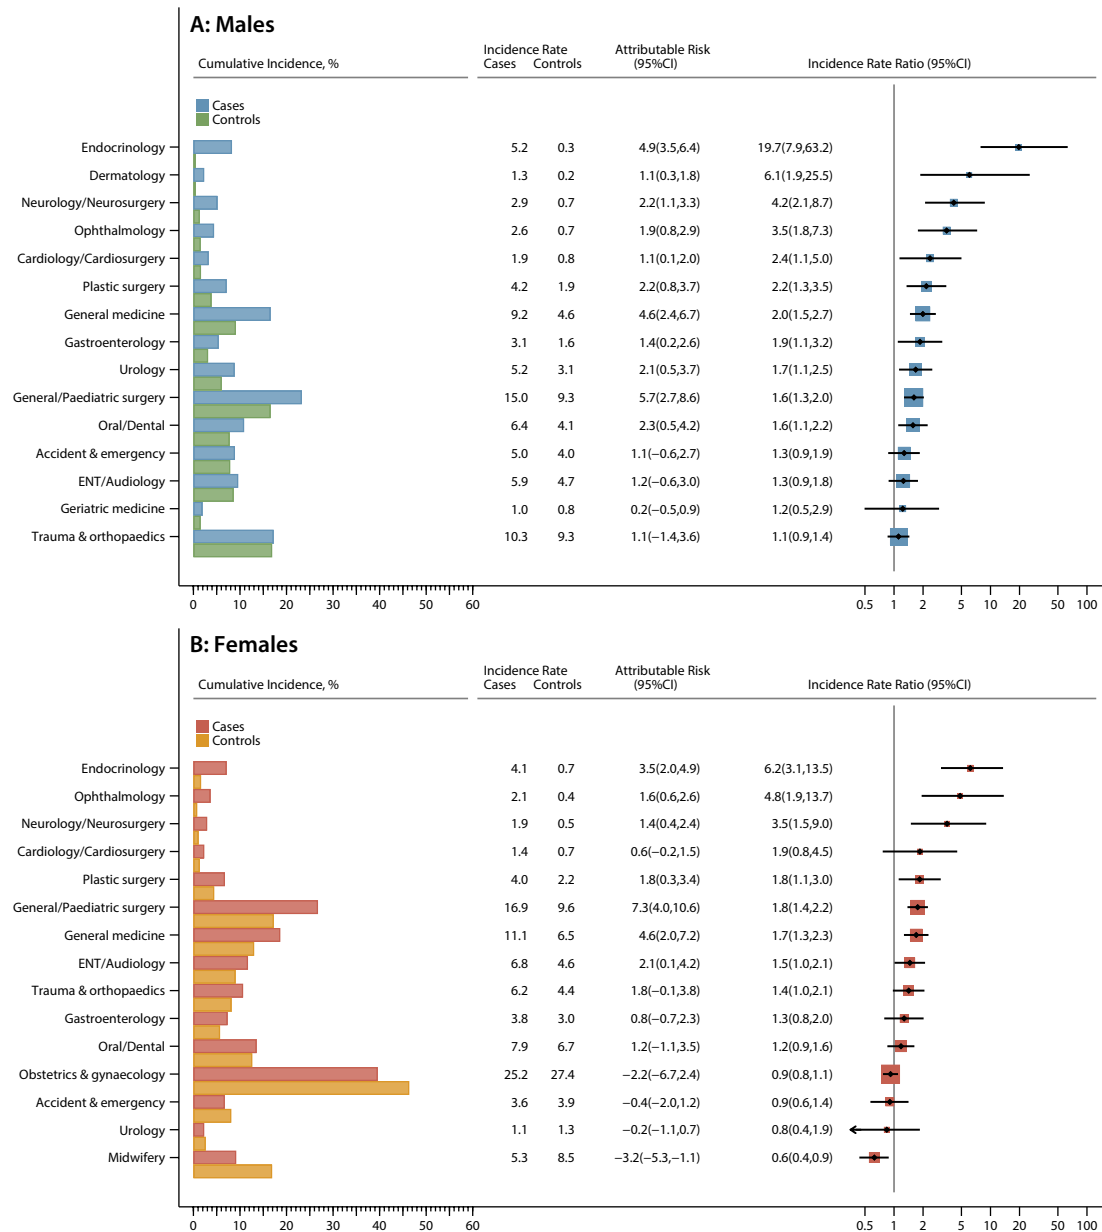 A: Males
Incidence Rate Attributable Risk
Cumulative Incidence, % Cases Controls (95%CI) Incidence Rate Ratio (95%CI)
Cases
Controls
Endocrinology 5.2 0.3 4.9(3.5,6.4) 19.7(7.9,63.2)
Dermatology 1.3 0.2 1.1(0.3,1.8) 6.1(1.9,25.5)
Neurology/Neurosurgery 2.9 0.7 2.2(1.1,3.3) 4.2(2.1,8.7)
Ophthalmology 2.6 0.7 1.9(0.8,2.9) 3.5(1.8,7.3)
Cardiology/Cardiosurgery 1.9 0.8 1.1(0.1,2.0) 2.4(1.1,5.0)
Plastic surgery 4.2 1.9 2.2(0.8,3.7) 2.2(1.3,3.5)
General medicine 9.2 4.6 4.6(2.4,6.7) 2.0(1.5,2.7)
Gastroenterology 3.1 1.6 1.4(0.2,2.6) 1.9(1.1,3.2)
Urology 5.2 3.1 2.1(0.5,3.7) 1.7(1.1,2.5)
General/Paediatric surgery 15.0 9.3 5.7(2.7,8.6) 1.6(1.3,2.0)
Oral/Dental 6.4 4.1 2.3(0.5,4.2) 1.6(1.1,2.2)
Accident & emergency 5.0 4.0 1.1(−0.6,2.7) 1.3(0.9,1.9)
ENT/Audiology 5.9 4.7 1.2(−0.6,3.0) 1.3(0.9,1.8)
Geriatric medicine 1.0 0.8 0.2(−0.5,0.9) 1.2(0.5,2.9)
Trauma & orthopaedics 10.3 9.3 1.1(−1.4,3.6) 1.1(0.9,1.4)
0 10 20 30 40 50 60 0.5 1 2 5 10 20 50 100
B: Females
Incidence Rate Attributable Risk
Cumulative Incidence, % Cases Controls (95%CI) Incidence Rate Ratio (95%CI)
Cases
Controls
Endocrinology 4.1 0.7 3.5(2.0,4.9) 6.2(3.1,13.5)
Ophthalmology 2.1 0.4 1.6(0.6,2.6) 4.8(1.9,13.7)
Neurology/Neurosurgery 1.9 0.5 1.4(0.4,2.4) 3.5(1.5,9.0)
Cardiology/Cardiosurgery 1.4 0.7 0.6(−0.2,1.5) 1.9(0.8,4.5)
Plastic surgery 4.0 2.2 1.8(0.3,3.4) 1.8(1.1,3.0)
General/Paediatric surgery 16.9 9.6 7.3(4.0,10.6) 1.8(1.4,2.2)
General medicine 11.1 6.5 4.6(2.0,7.2) 1.7(1.3,2.3)
ENT/Audiology 6.8 4.6 2.1(0.1,4.2) 1.5(1.0,2.1)
Trauma & orthopaedics 6.2 4.4 1.8(−0.1,3.8) 1.4(1.0,2.1)
Gastroenterology 3.8 3.0 0.8(−0.7,2.3) 1.3(0.8,2.0)
Oral/Dental 7.9 6.7 1.2(−1.1,3.5) 1.2(0.9,1.6)
Obstetrics & gynaecology 25.2 27.4 −2.2(−6.7,2.4) 0.9(0.8,1.1)
Accident & emergency 3.6 3.9 −0.4(−2.0,1.2) 0.9(0.6,1.4)
Urology 1.1 1.3 −0.2(−1.1,0.7) 0.8(0.4,1.9)
Midwifery 5.3 8.5 −3.2(−5.3,−1.1) 0.6(0.4,0.9)
0 10 20 30 40 50 60 0.5 1 2 5 10 20 50 100